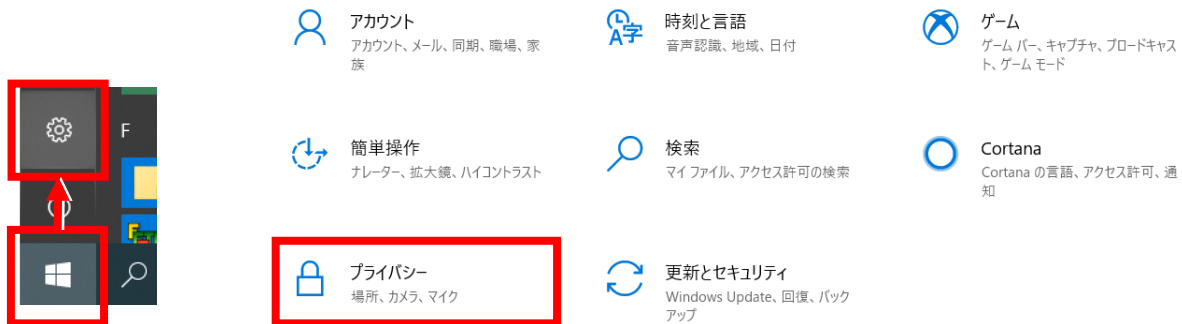 アカウント
アカウント、メール、同期、職場、家
族
時刻と言語
音声認識、地域、日付
ゲーム
ゲーム バー、キャプチャ、ブロードキャス
ト、ゲーム モード
F
簡単操作
ナレーター、拡大鏡、ハイコントラスト
検索
マイ ファイル、アクセス許可の検索
Cortana
Cortana の言語、アクセス許可、通
知
プライバシー
場所、カメラ、マイク
更新とセキュリティ
Windows Update、回復、バック
アップ